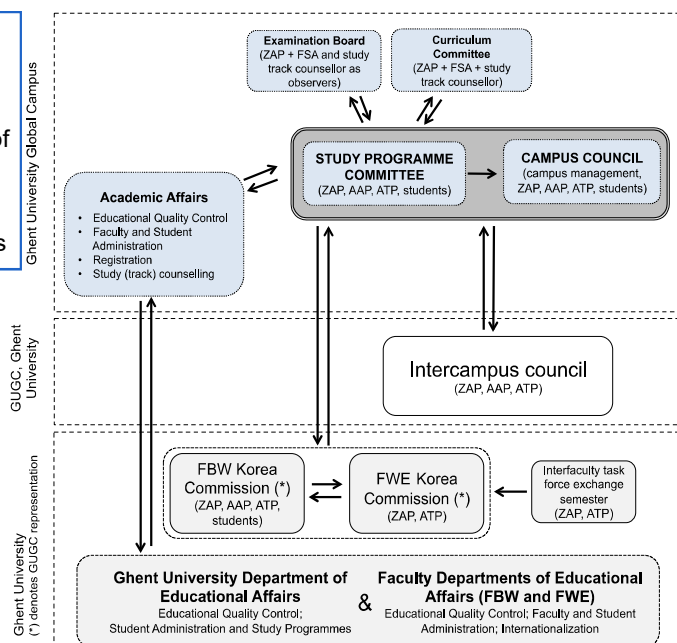 of
s
Ghent University Global Campus
Examination Board
(ZAP + FSA and study
track counsellor as
observers)
Curriculum
Committee
(ZAP + FSA + study
track counsellor)
STUDY PROGRAMME
COMMITTEE
(ZAP, AAP, ATP, students)
CAMPUS COUNCIL
(campus management,
ZAP, AAP, ATP, students)
Academic Affairs
• Educational Quality Control
• Faculty and Student
Administration
• Registration
• Study (track) counselling
GUGC, Ghent
University
Intercampus council
(ZAP, AAP, ATP)
Ghent University
(*) denotes GUGC representation
FBW Korea
Commission (*)
(ZAP, AAP, ATP,
students)
FWE Korea
Commission (*)
(ZAP, ATP)
Interfaculty task
force exchange
semester
(ZAP, ATP)
Ghent University Department of
Educational Affairs
Educational Quality Control;
Student Administration and Study Programmes
&
Faculty Departments of Educational
Affairs (FBW and FWE)
Educational Quality Control; Faculty and Student
Administration; Internationalization